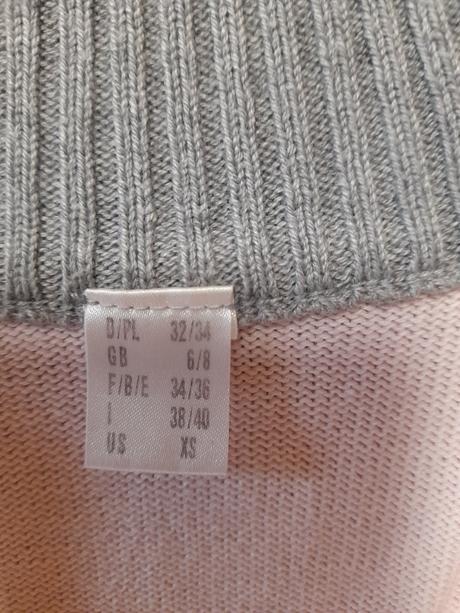 D/PL 32/34
GB 6/8
F/B/E 34/36
I 38/40
US XS